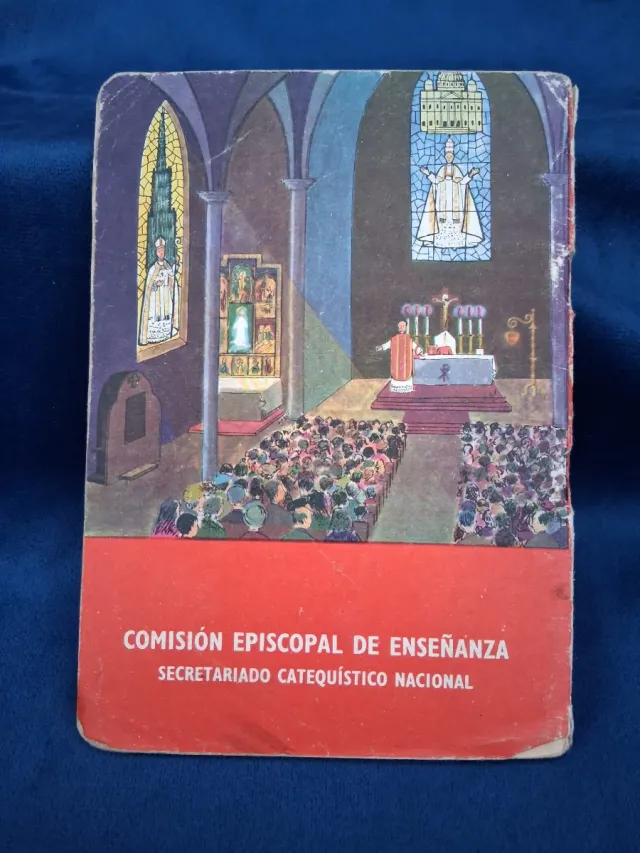 COMISIÓN EPISCOPAL DE ENSEÑANZA
SECRETARIADO CATEQUÍSTICO NACIONAL